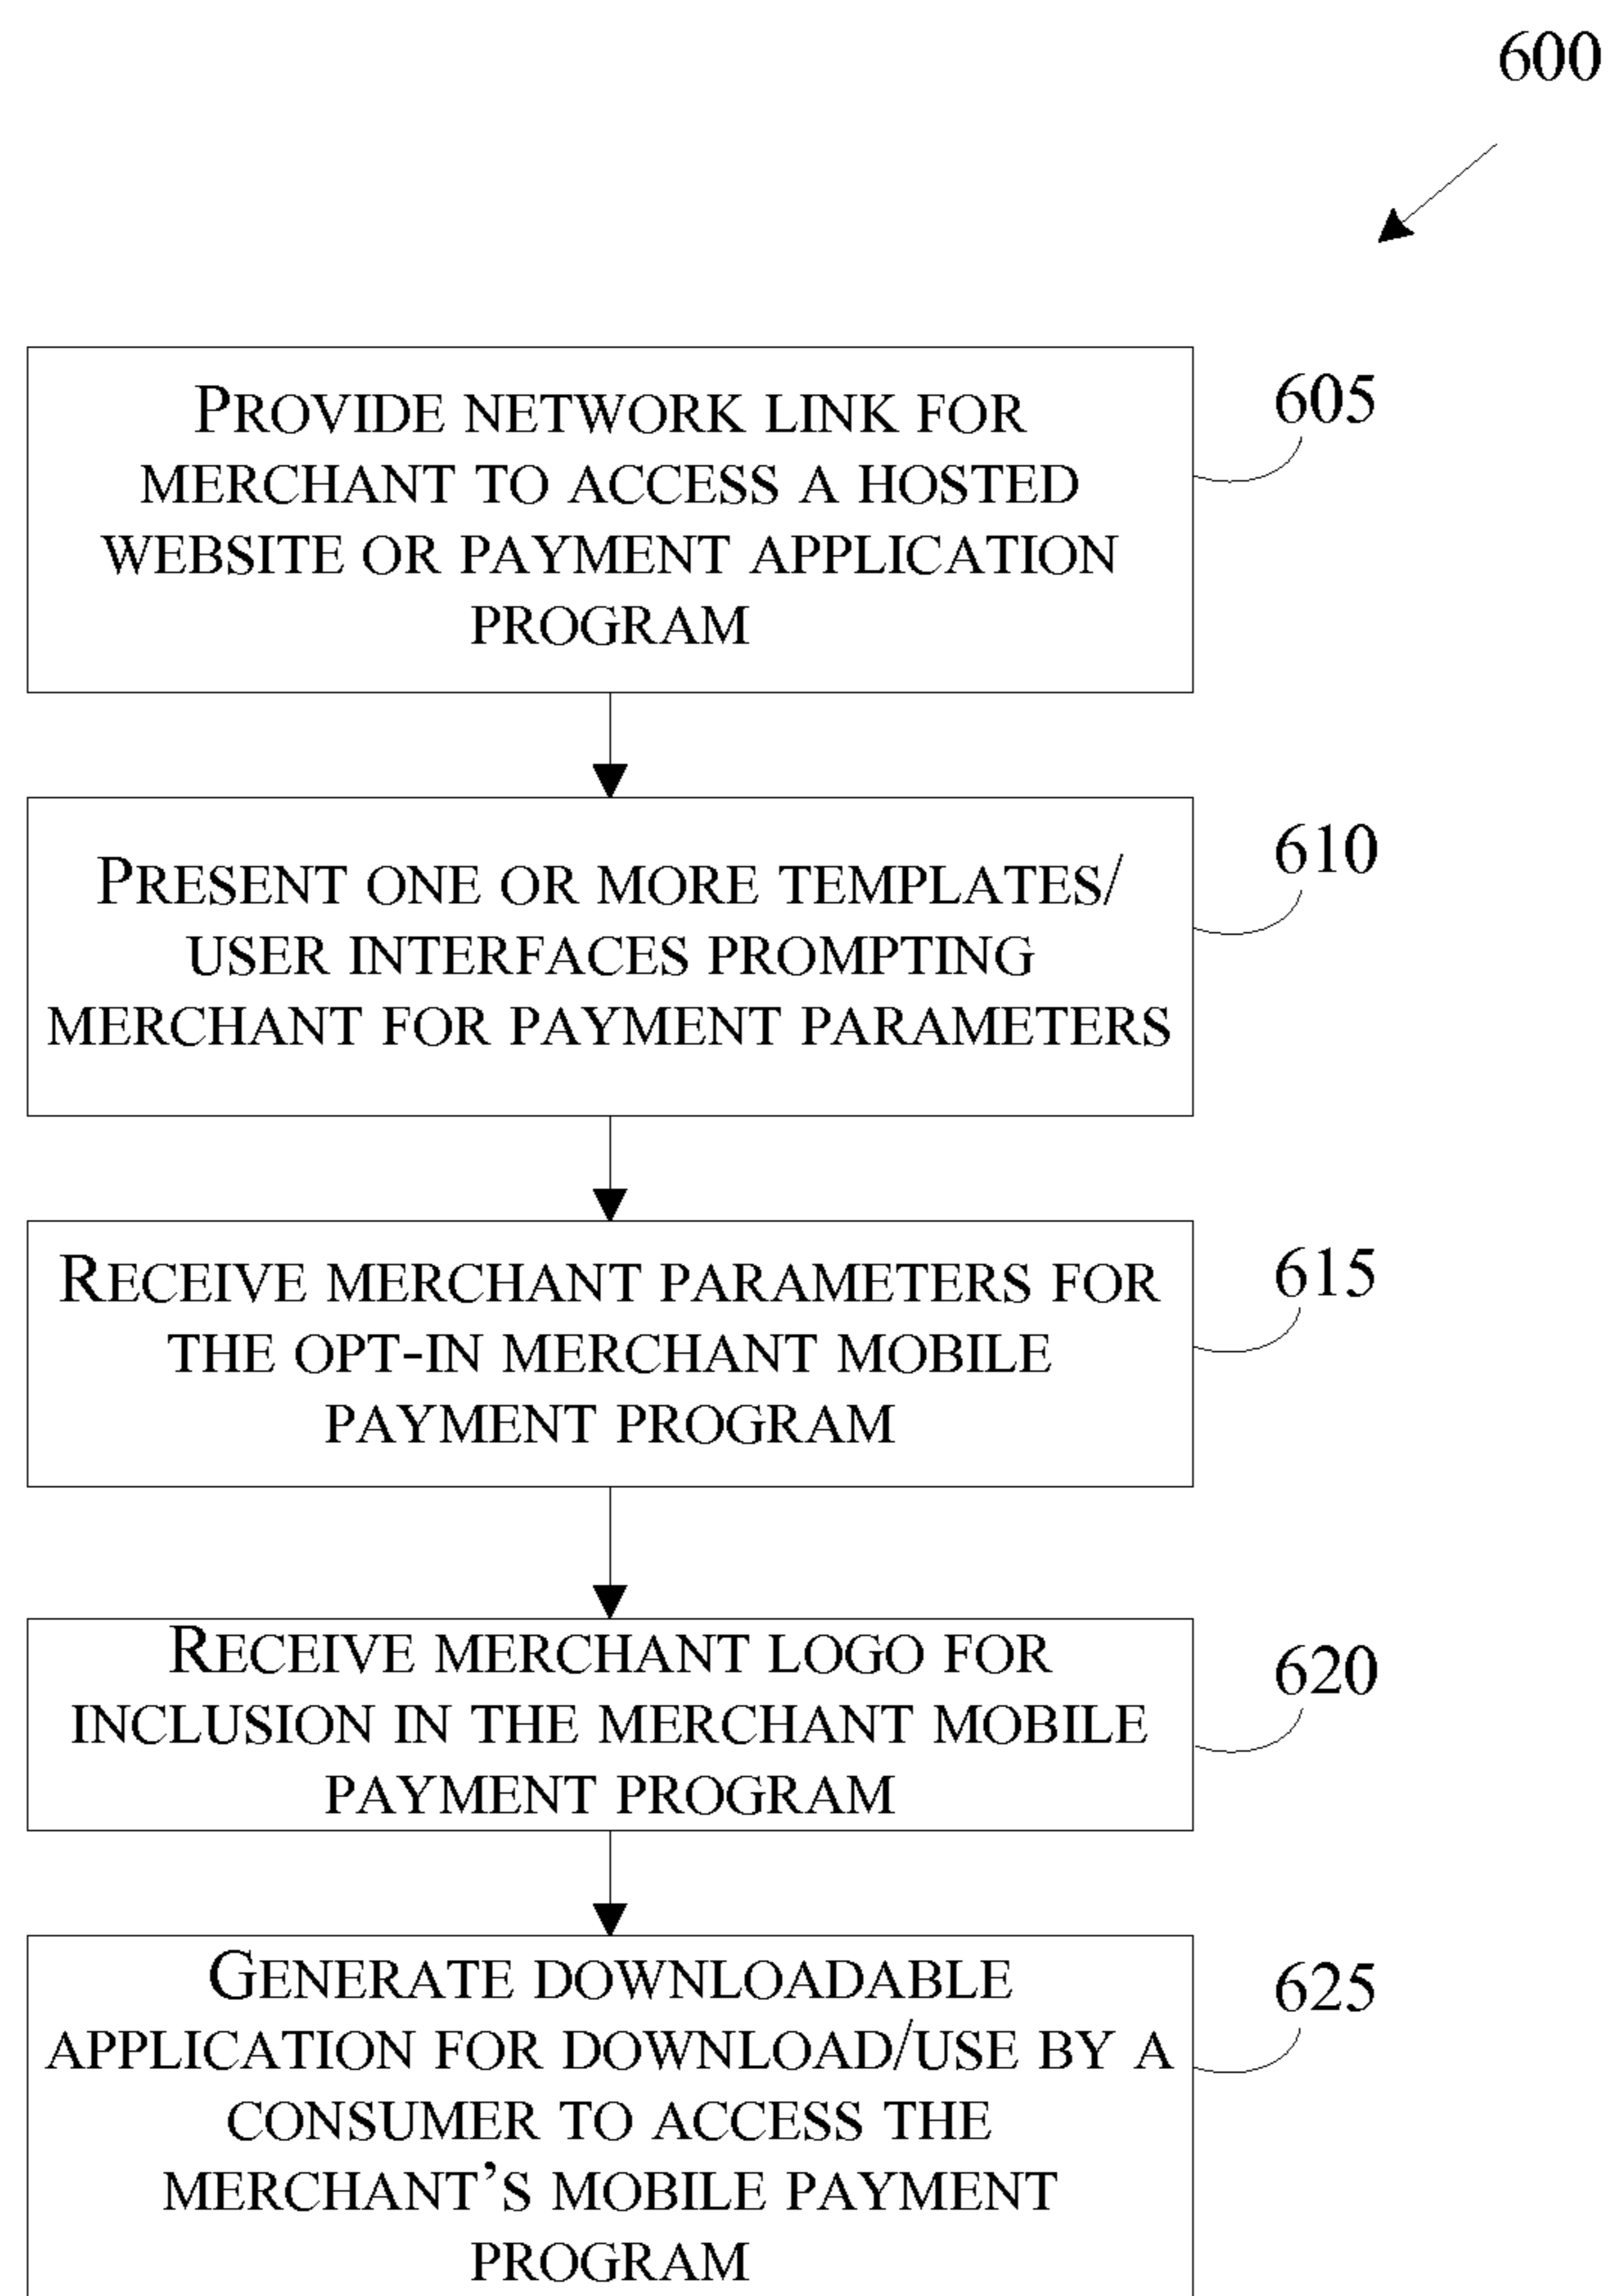 600
PROVIDE NETWORK LINK FOR
MERCHANT TO ACCESS A HOSTED
WEBSITE OR PAYMENT APPLICATION
PROGRAM
605
PRESENT ONE OR MORE TEMPLATES/
USER INTERFACES PROMPTING
MERCHANT FOR PAYMENT PARAMETERS
610
RECEIVE MERCHANT PARAMETERS FOR
THE OPT-IN MERCHANT MOBILE
PAYMENT PROGRAM
615
RECEIVE MERCHANT LOGO FOR
INCLUSION IN THE MERCHANT MOBILE
PAYMENT PROGRAM
620
GENERATE DOWNLOADABLE
APPLICATION FOR DOWNLOAD/USE BY A
CONSUMER TO ACCESS THE
MERCHANT’S MOBILE PAYMENT
PROGRAM
625